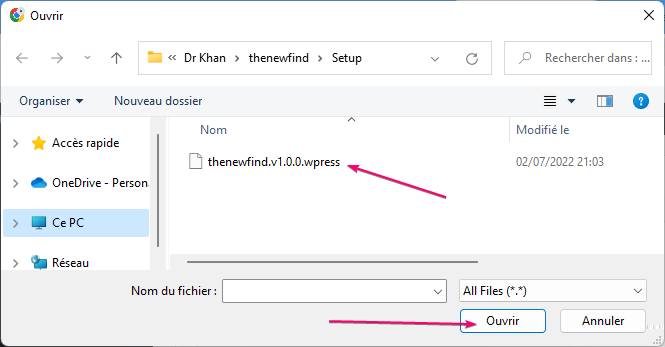 Ouvrir
« Dr Khan > thenewfind > Setup
Rechercher dans : ...
Organiser Nouveau dossier
Nom Modifié le
Accès rapide
thenewfind.v1.0.0.wpress 02/07/2022 21:03
OneDrive - Persona
Ce PC
Réseau
Nom du fichier : All Files (*.*)
Ouvrir Annuler